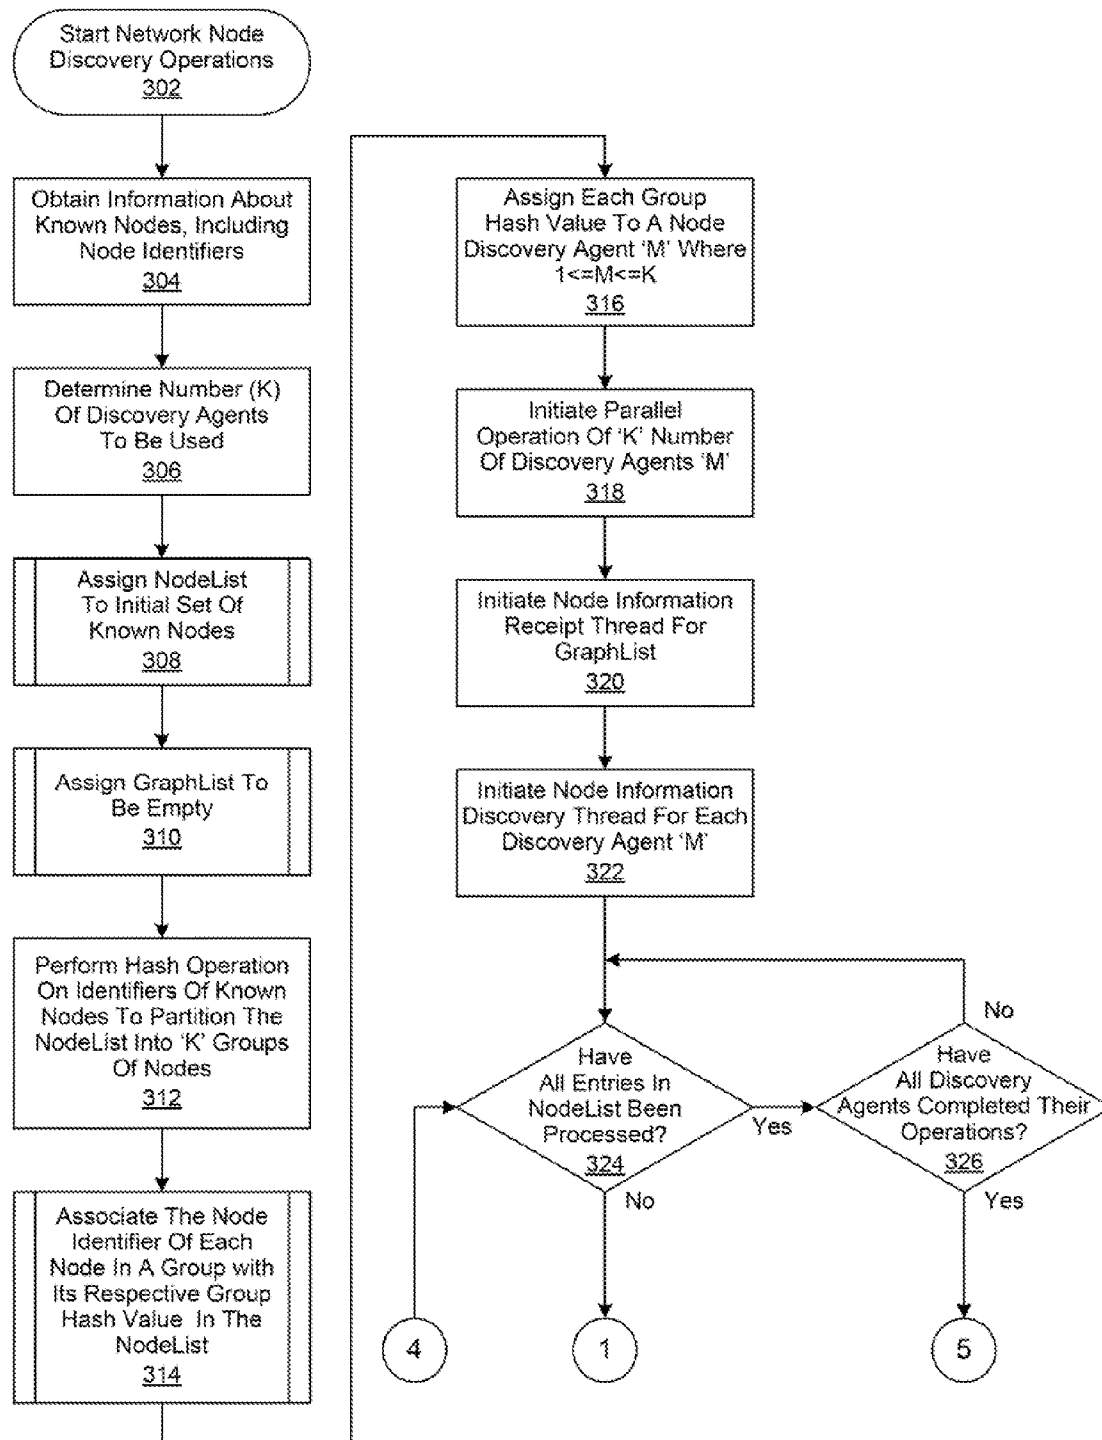 Start Network Node
Discovery Operations
302
Obtain Information About
Known Nodes, Including
Node Identifiers
304
Determine Number (K)
Of Discovery Agents
To Be Used
306
Assign NodeList
To Initial Set Of
Known Nodes
308
Assign GraphList To
Be Empty
310
Perform Hash Operation
On Identifiers Of Known
Nodes To Partition The
NodeList Into 'K' Groups
Of Nodes
312
Associate The Node
Identifier Of Each
Node In A Group with
Its Respective Group
Hash Value In The
NodeList
314
Assign Each Group
Hash Value To A Node
Discovery Agent 'M' Where
1<=M<=K
316
Initiate Parallel
Operation Of 'K' Number
Of Discovery Agents 'M'
318
Initiate Node Information
Receipt Thread For
GraphList
320
Initiate Node Information
Discovery Thread For Each
Discovery Agent 'M'
322
Have
All Entries In
NodeList Been
Processed?
324
Yes
No
Have
All Discovery
Agents Completed Their
Operations?
326
No
Yes
4
1
5